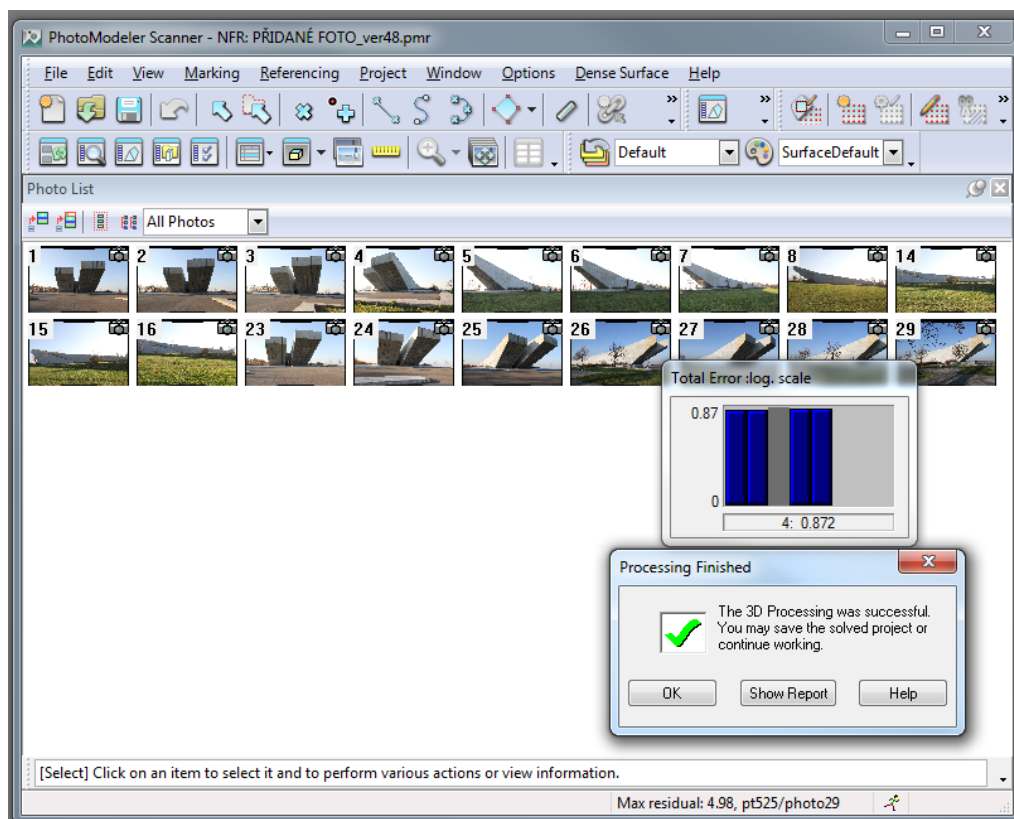 PhotoModeler Scanner - NFR: PŘIDANÉ FOTO_ver48.pmr
File Edit View Marking Referencing Project Window Options Dense Surface Help
Default SurfaceDefault
Photo List
All Photos
1 2 3 4 5 6 7 8 14
15 16 23 24 25 26 27 28 29
Total Error :log. scale
0.87
0
4: 0.872
Processing Finished
The 3D Processing was successful.
You may save the solved project or
continue working.
OK Show Report Help
[Select] Click on an item to select it and to perform various actions or view information.
Max residual: 4.98, pt525/photo29